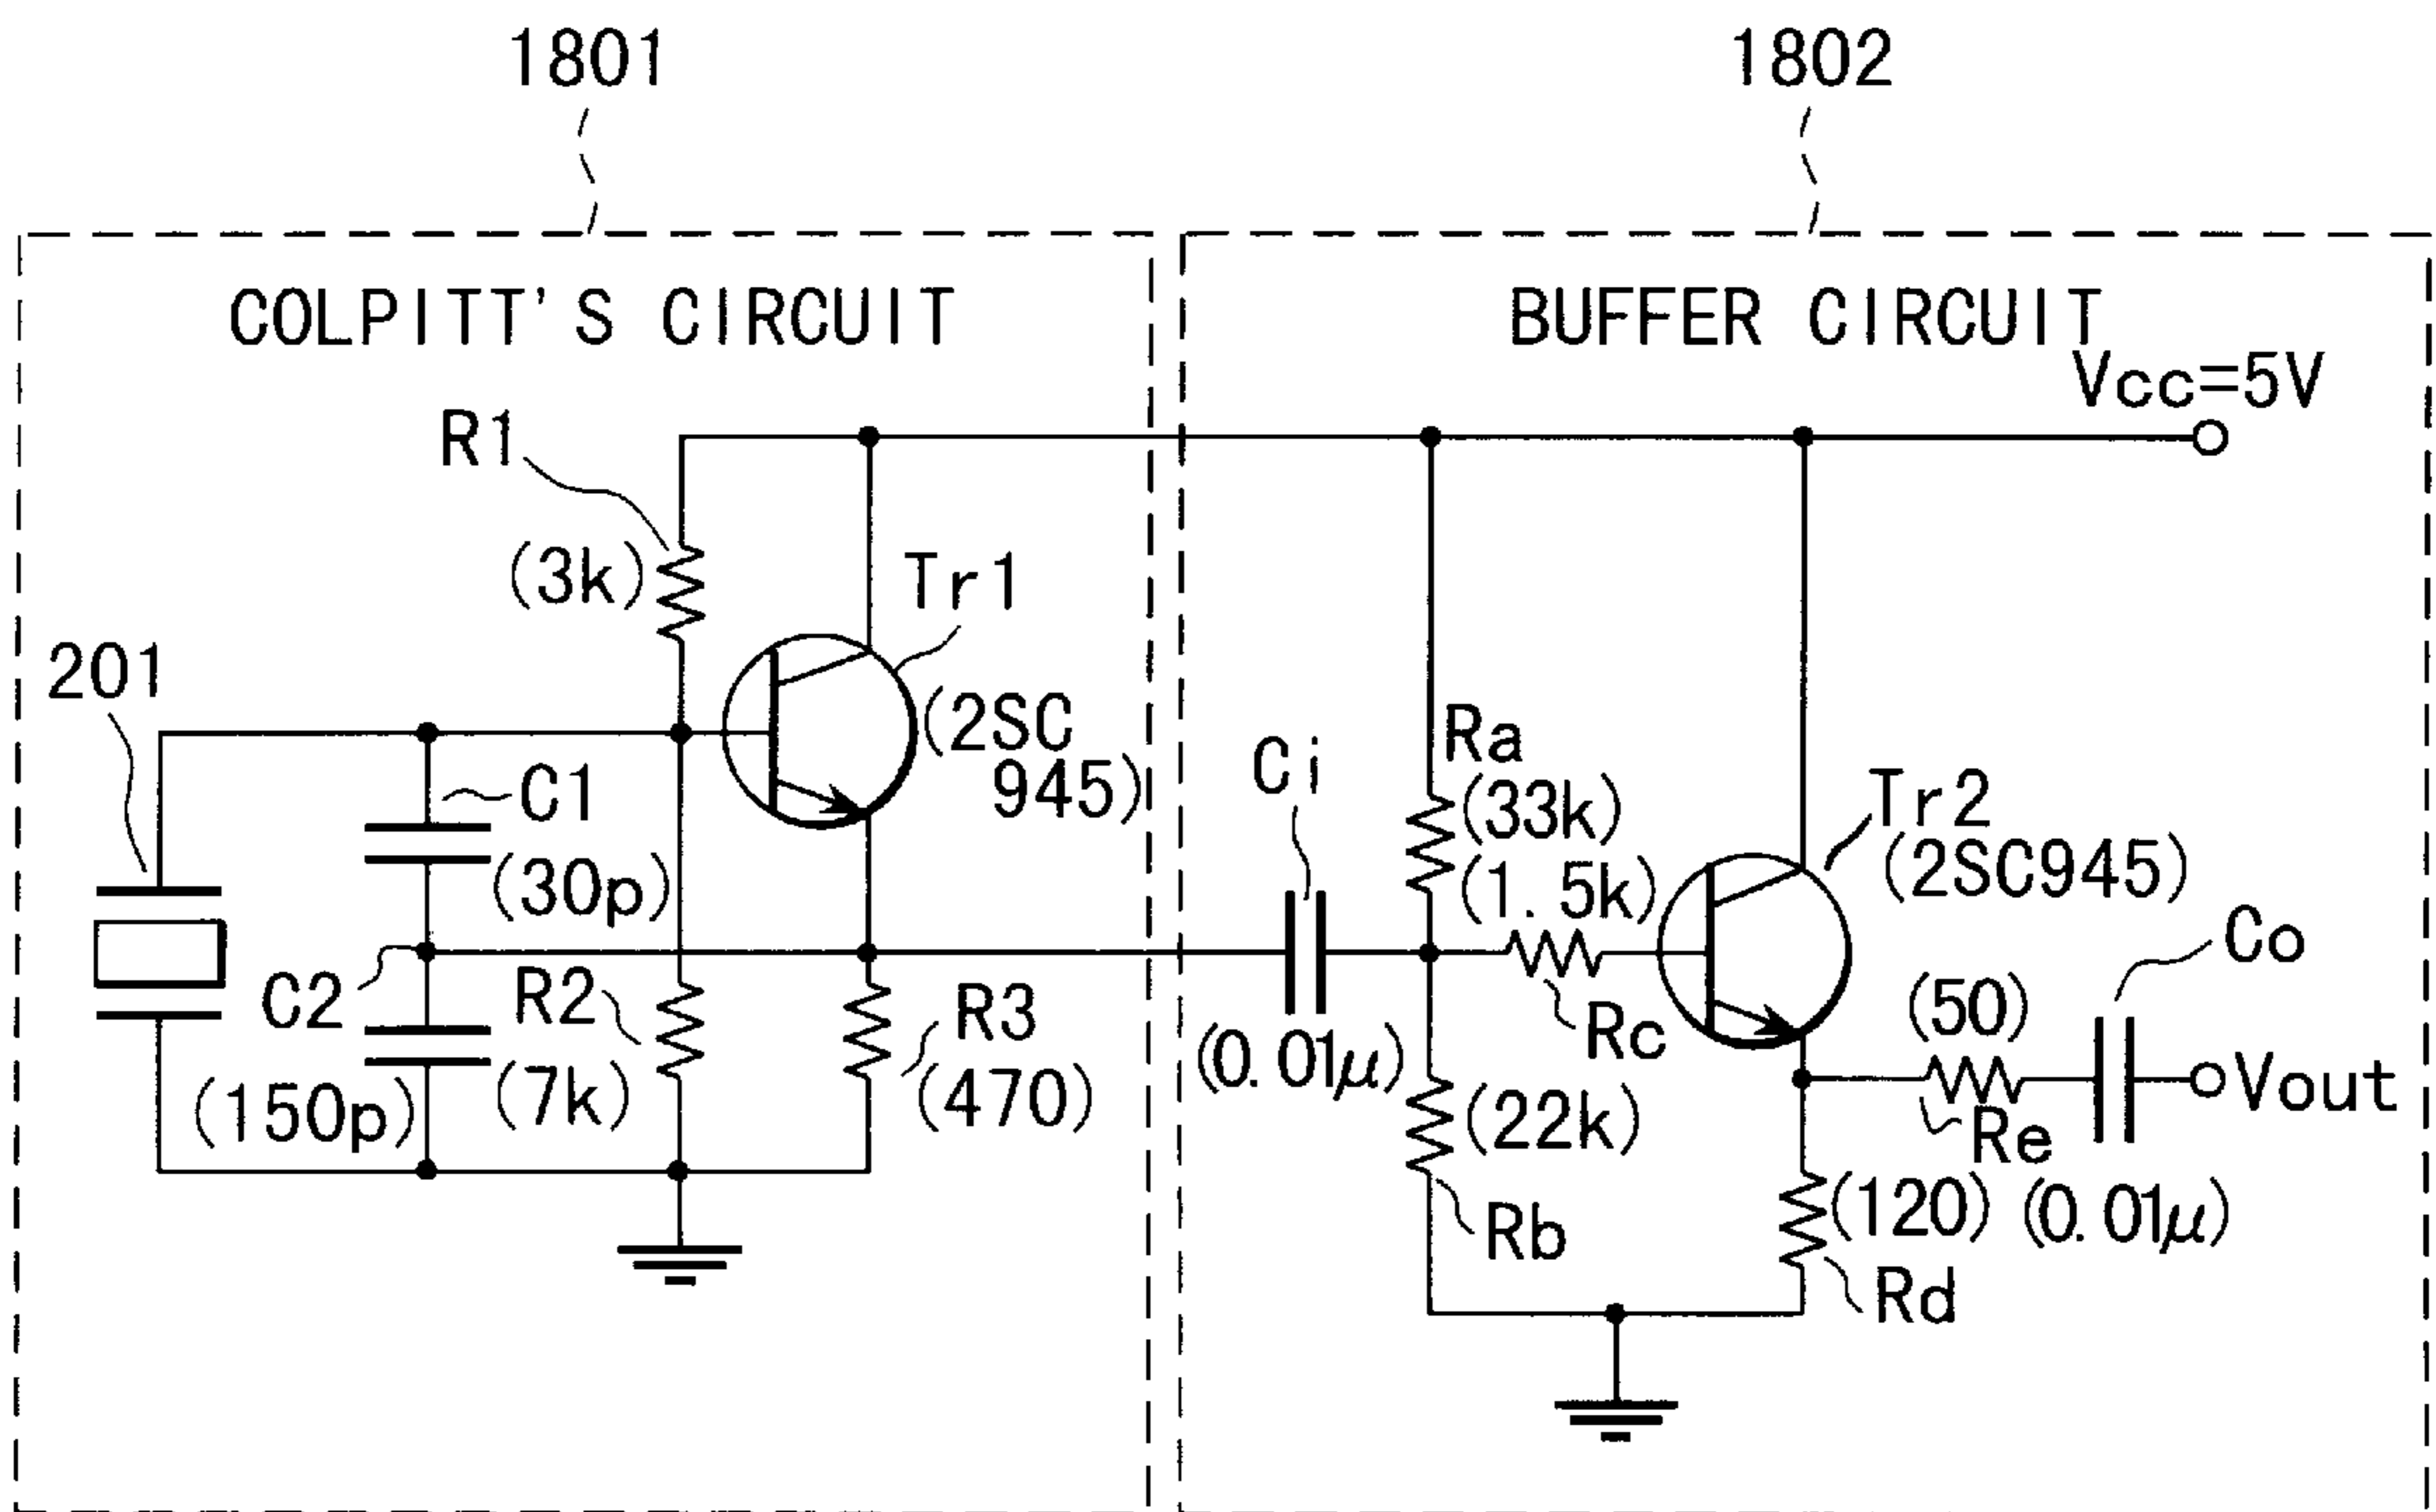 1801
1802
COLPITT'S CIRCUIT
BUFFER CIRCUIT
Vcc=5V
R1
(3k)
Tr1
(2SC
945)
201
C1
(30p)
C2
(150p)
R2
(7k)
R3
(470)
Ci
(0.01μ)
Ra
(33k)
(1.5k)
Rc
Tr2
(2SC945)
Co
(50)
Re
Vout
(22k)
Rb
(120)
(0.01μ)
Rd